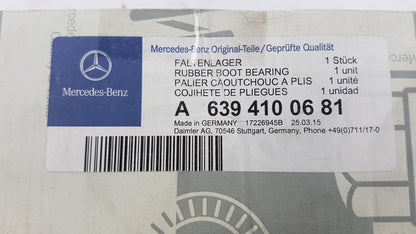 Mercedes-Benz Original-Teile/Geprüfte Qualität
Mercedes-Benz
FALTENLAGER 1 Stück
RUBBER BOOT BEARING 1 unit
PALIER CAOUTCHOUC A PLIS 1 unité
COJIHETE DE PLIEGUES 1 unidad
A 639 410 06 81
Made in GERMANY 17226945B 25.03.15
Daimler AG, 70546 Stuttgart, Germany, Phone +49(0)711/17-0